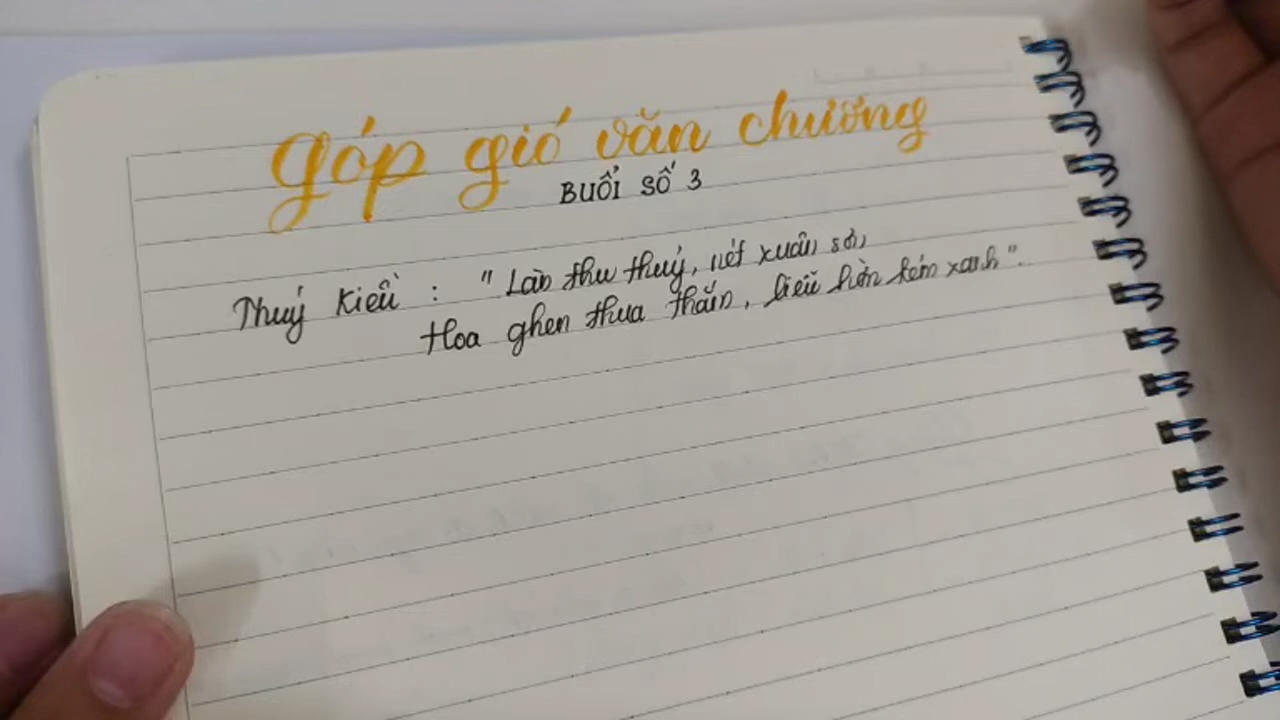 góp gió văn chương
BUỔI SỐ 3
Thuý Kiều : "Làn thu thuỷ, nét xuân sơn,
Hoa ghen thua thắm, liễu hờn kém xanh".